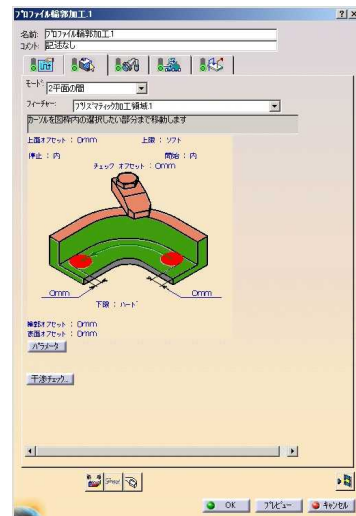 プロファイル輪郭加工.1
名前: プロファイル輪郭加工.1
コメント: 記述なし
モード: 2平面の間
フィーチャー: プリズマティック加工領域.1
カーソルを図枠内の選択したい部分まで移動します
上面オフセット : 0mm 上限 : ソフト
停止 : 内 開始 : 内
チェック オフセット : 0mm
0mm 0mm
下限 : ハード
輪郭オフセット : 0mm
底面オフセット : 0mm
パラメータ
干渉チェック...
OK プレビュー キャンセル